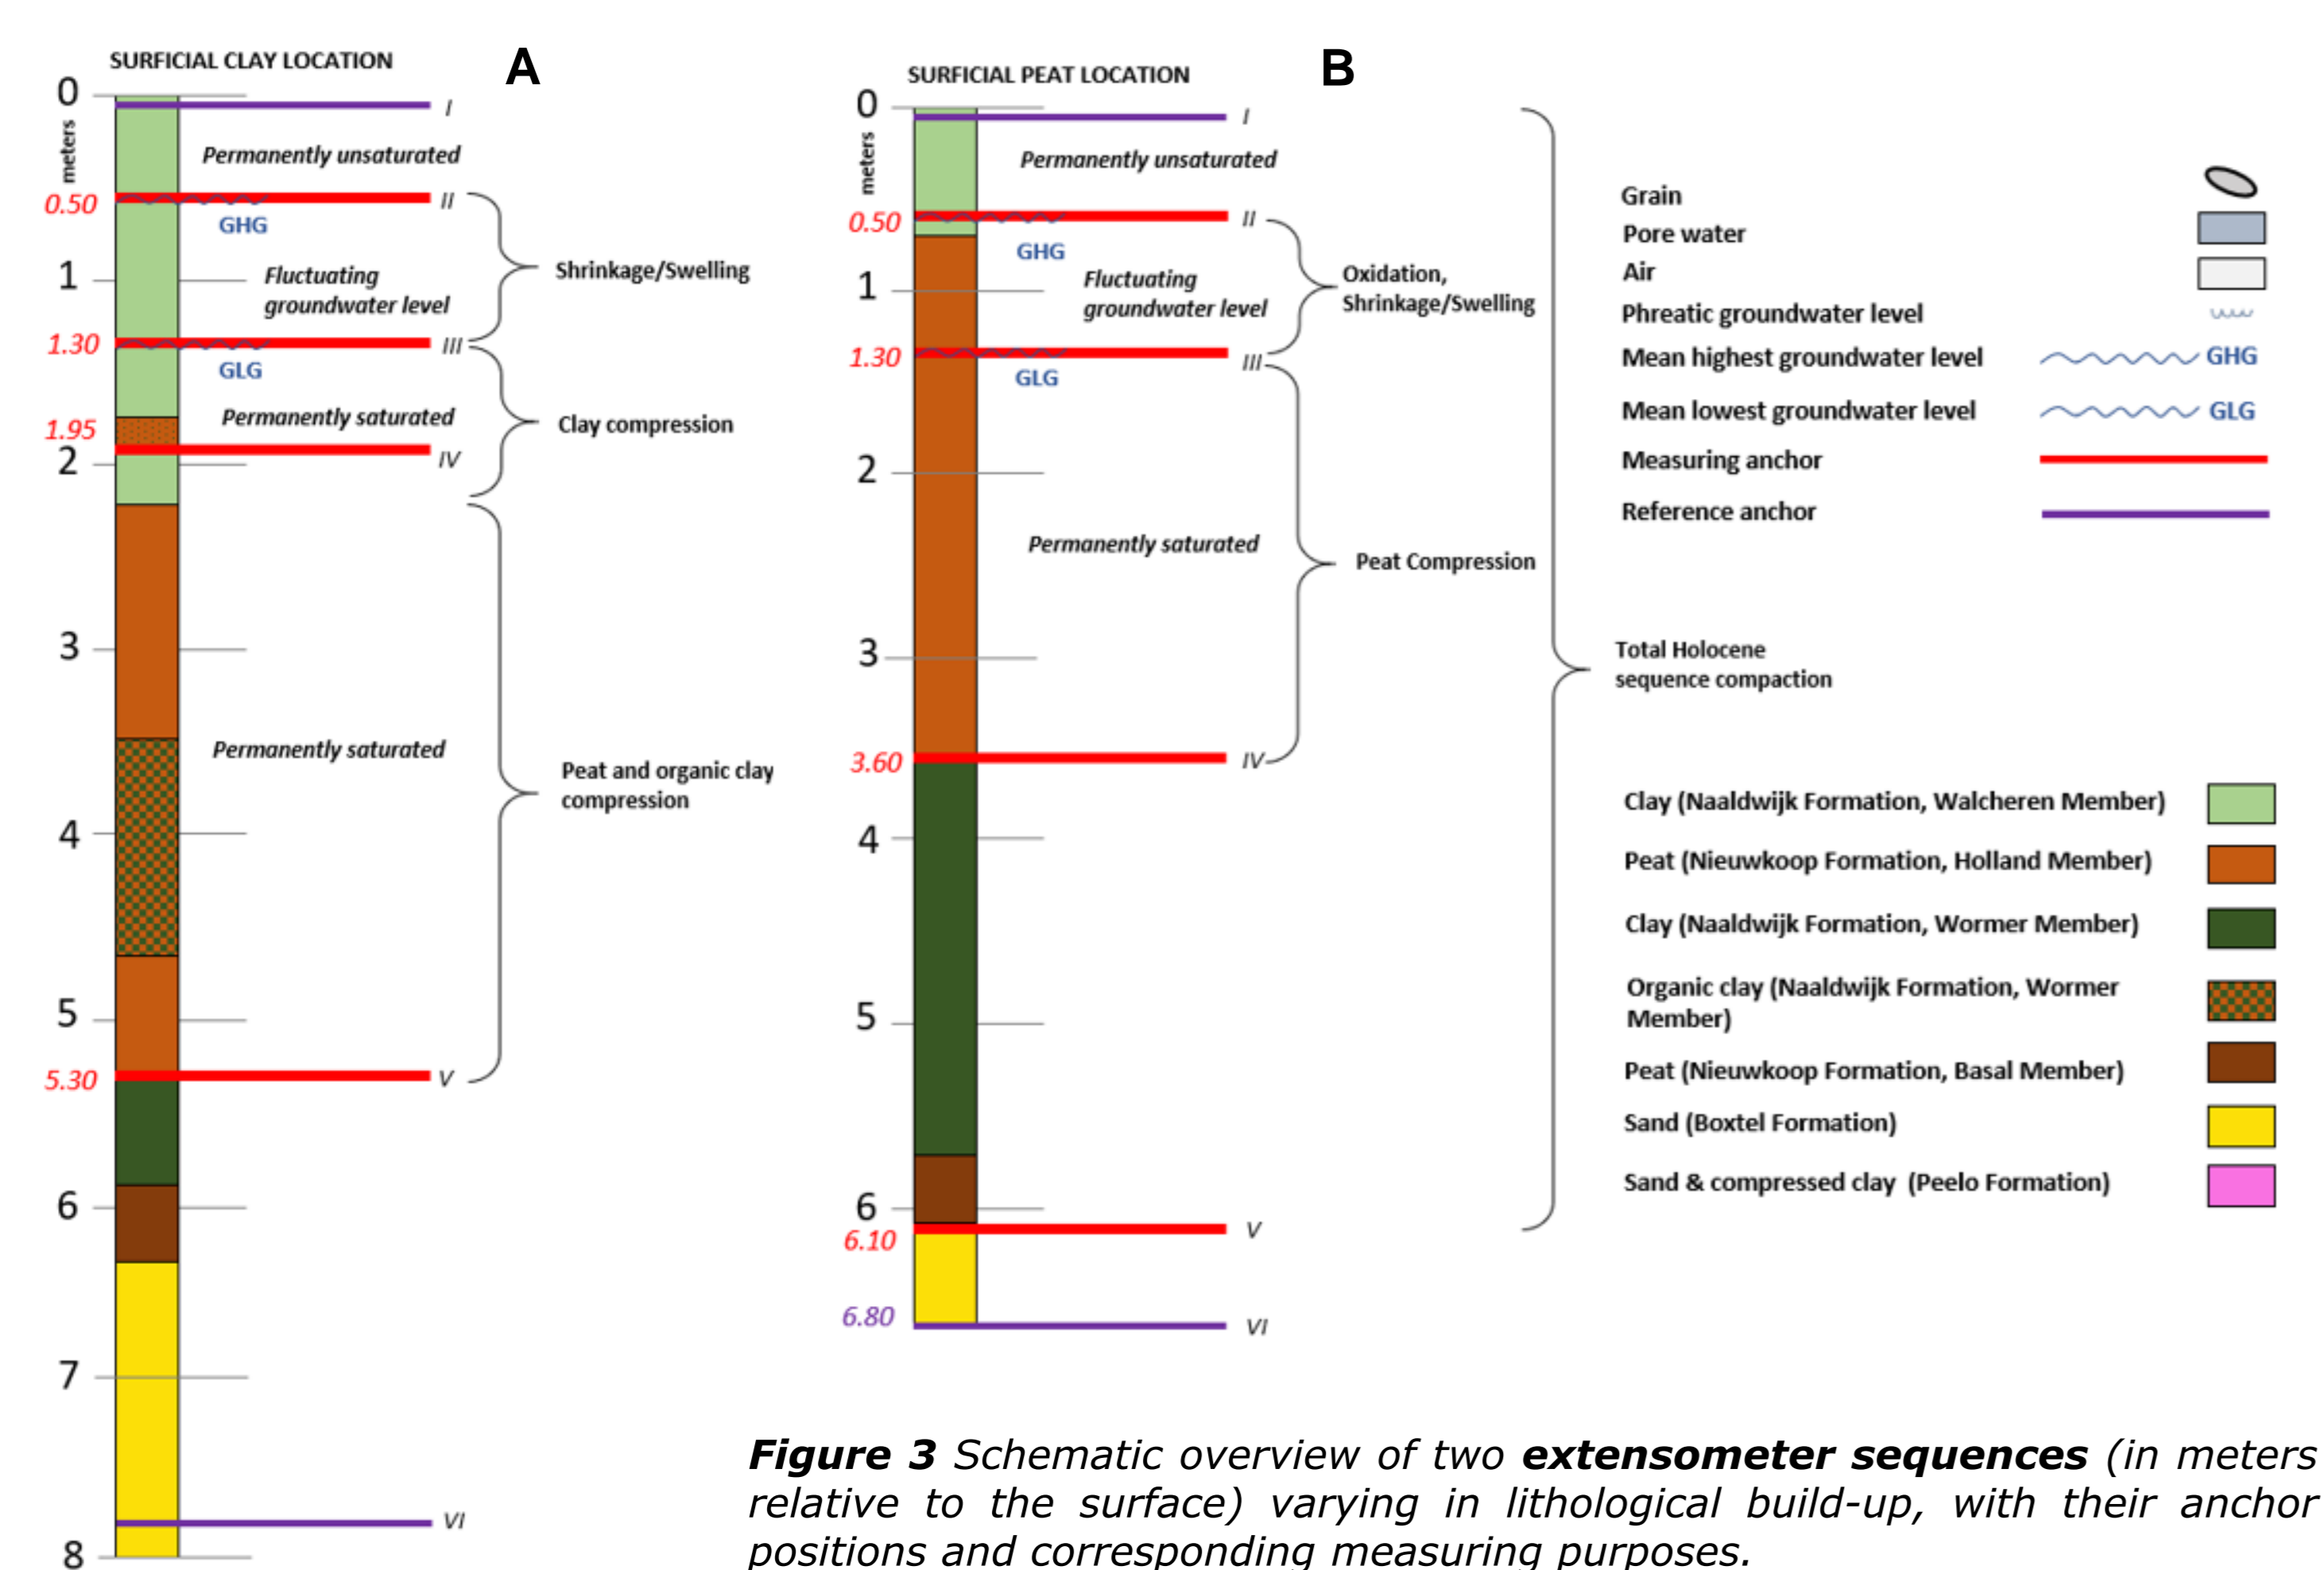 SURFICIAL CLAY LOCATION
A
0
meters
I
Permanently unsaturated
0.50
II
GHG
Fluctuating
groundwater level
1
Shrinkage/Swelling
1.30
III
GLG
Permanently saturated
1.95
Clay compression
2
IV
3
Permanently saturated
Peat and organic clay
compression
4
5
5.30
V
6
7
VI
8
SURFICIAL PEAT LOCATION
B
0
meters
I
Permanently unsaturated
0.50
II
GHG
Fluctuating
groundwater level
1
Oxidation,
Shrinkage/Swelling
1.30
III
GLG
2
Permanently saturated
Peat Compression
3
3.60
IV
4
5
6
6.10
V
6.80
VI
Total Holocene
sequence compaction
Grain
Pore water
Air
Phreatic groundwater level
Mean highest groundwater level GHG
Mean lowest groundwater level GLG
Measuring anchor
Reference anchor
Clay (Naaldwijk Formation, Walcheren Member)
Peat (Nieuwkoop Formation, Holland Member)
Clay (Naaldwijk Formation, Wormer Member)
Organic clay (Naaldwijk Formation, Wormer
Member)
Peat (Nieuwkoop Formation, Basal Member)
Sand (Boxtel Formation)
Sand & compressed clay (Peelo Formation)
Figure 3 Schematic overview of two extensometer sequences (in meters
relative to the surface) varying in lithological build-up, with their anchor
positions and corresponding measuring purposes.